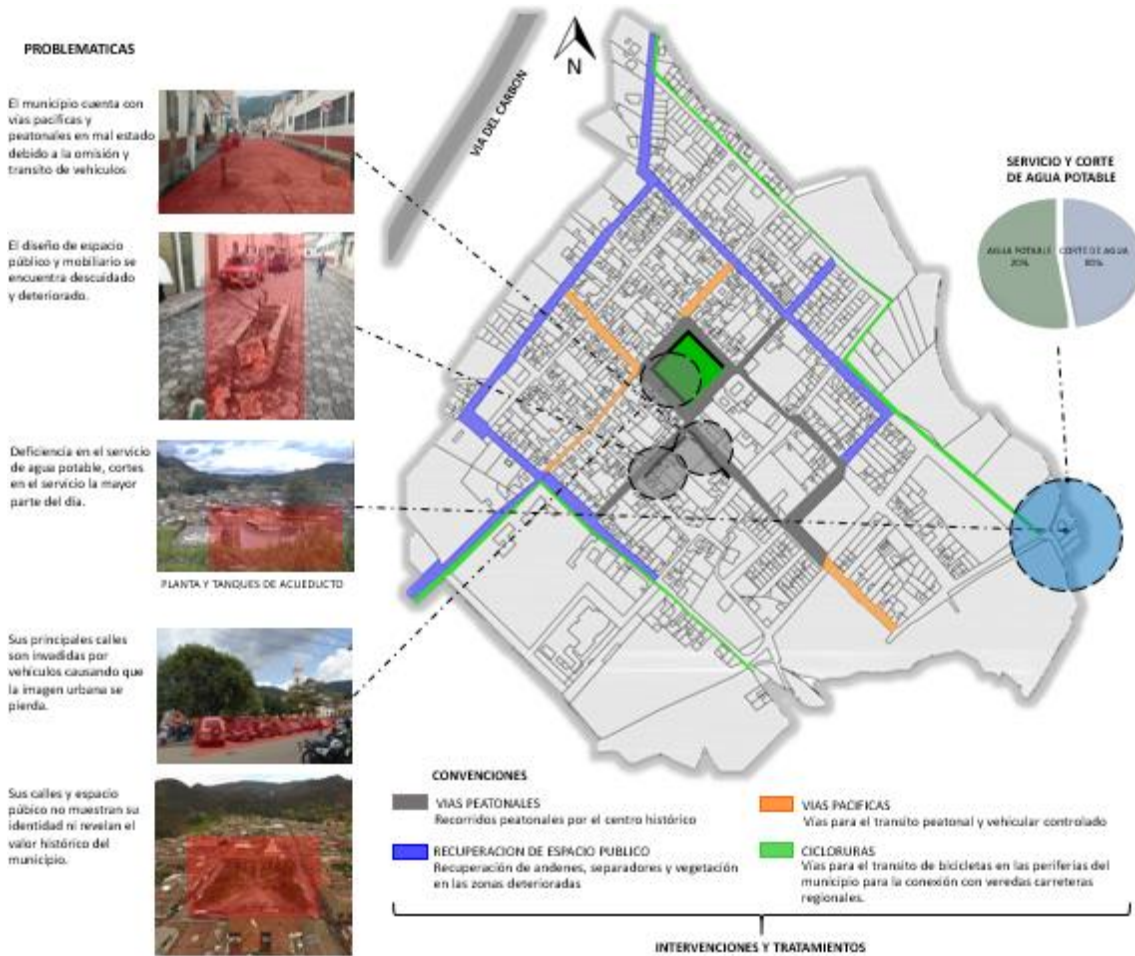 PROBLEMATICAS
El municipio cuenta con
vias pacificas y
peatonales en mal estado
debido a la omisión y
transito de vehiculos
El diseño de espacio
público y mobiliario se
encuentra descuidado
y deteriorado.
Deficiencia en el servicio
de agua potable, cortes
en el servicio la mayor
parte del dia.
PLANTA Y TANQUES DE ACUEDUCTO
Sus principales calles
son invadidas por
vehículos causando que
la imagen urbana se
pierda.
Sus calles y espacio
púbico no muestran su
identidad ni revelan el
valor histórico del
municipio.
N
VIA DEL CARBON
SERVICIO Y CORTE
DE AGUA POTABLE
AGUA POTABLE
20%
CORTE DE AGUA
80%
CONVENCIONES
VIAS PEATONALES
Recorridos peatonales por el centro histórico
RECUPERACION DE ESPACIO PUBLICO
Recuperación de andenes, separadores y vegetación
en las zonas deterioradas
VIAS PACIFICAS
Vías para el transito peatonal y vehicular controlado
CICLORURAS
Vías para el transito de bicicletas en las periferias del
municipio para la conexión con veredas carreteras
regionales.
INTERVENCIONES Y TRATAMIENTOS